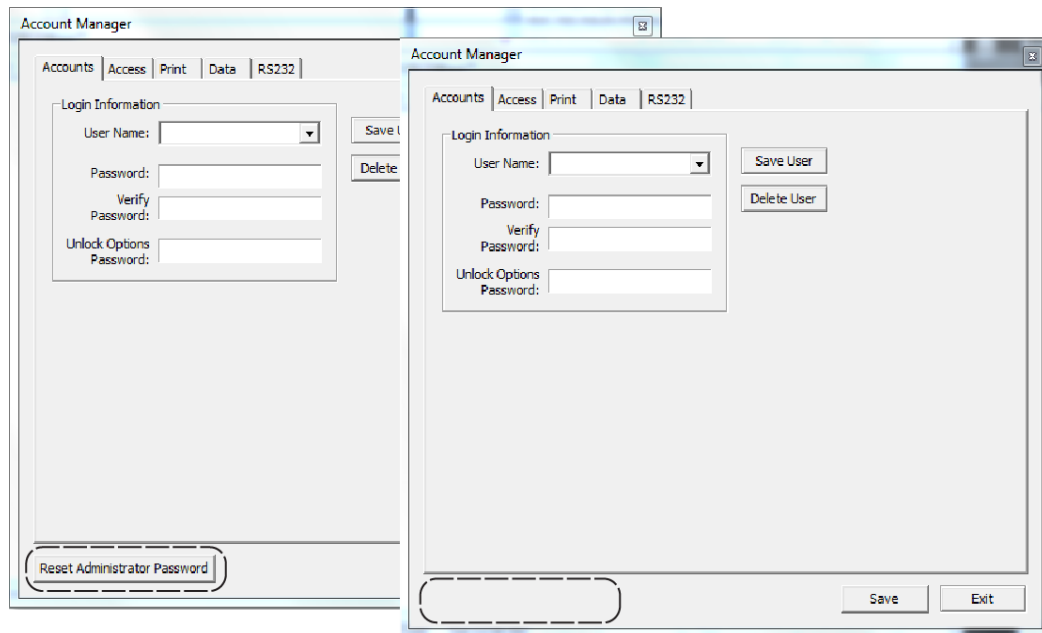 Account Manager
Accounts Access Print Data RS232
Login Information
User Name:
Save U
Password:
Delete
Verify
Password:
Unlock Options
Password:
Reset Administrator Password
Account Manager
Accounts Access Print Data RS232
Login Information
User Name:
Save User
Password:
Delete User
Verify
Password:
Unlock Options
Password:
Save Exit